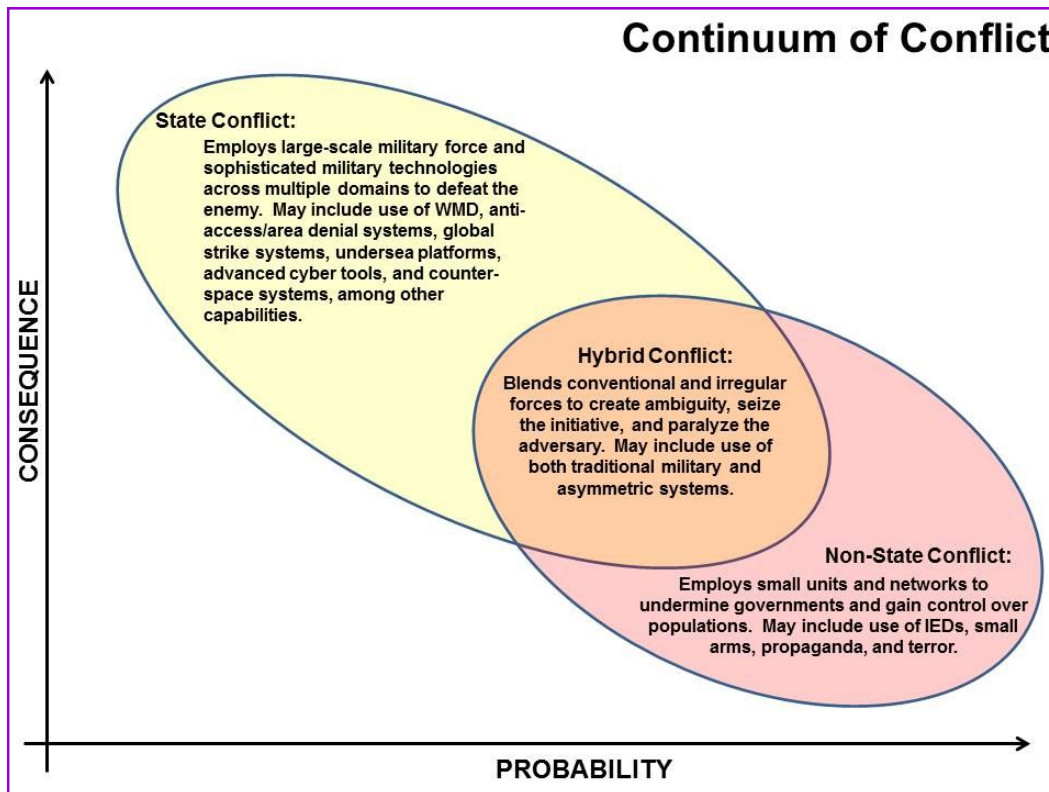 Continuum of Conflict
State Conflict:
Employs large-scale military force and
sophisticated military technologies
across multiple domains to defeat the
enemy.  May include use of WMD, anti-
access/area denial systems, global
strike systems, undersea platforms,
advanced cyber tools, and counter-
space systems, among other
capabilities.
CONSEQUENCE
Hybrid Conflict:
Blends conventional and irregular
forces to create ambiguity, seize
the initiative, and paralyze the
adversary.  May include use of
both traditional military and
asymmetric systems.
Non-State Conflict:
Employs small units and networks to
undermine governments and gain control over
populations.  May include use of IEDs, small
arms, propaganda, and terror.
PROBABILITY